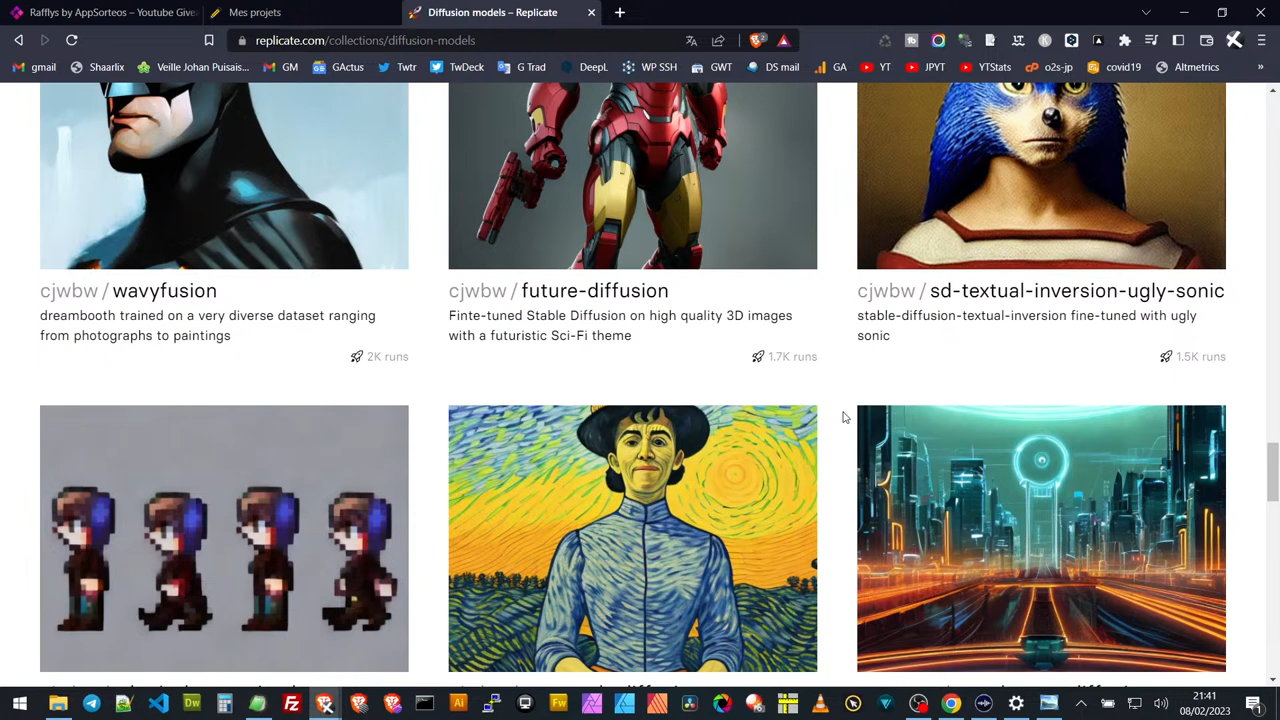 Rafflys by AppSorteos – Youtube Give
Mes projets
Diffusion models – Replicate
replicate.com/collections/diffusion-models
2
gmail
Shaarlix
Veille Johan Puisais...
GM
GActus
Twtr
TwDeck
G Trad
DeepL
WP SSH
GWT
DS mail
GA
YT
JPYT
YTStats
o2s-jp
covid19
Altmetrics
»
cjwbw / wavyfusion
dreambooth trained on a very diverse dataset ranging
from photographs to paintings
2K runs
cjwbw / future-diffusion
Finte-tuned Stable Diffusion on high quality 3D images
with a futuristic Sci-Fi theme
1.7K runs
cjwbw / sd-textual-inversion-ugly-sonic
stable-diffusion-textual-inversion fine-tuned with ugly
sonic
1.5K runs
21:41
08/02/2023